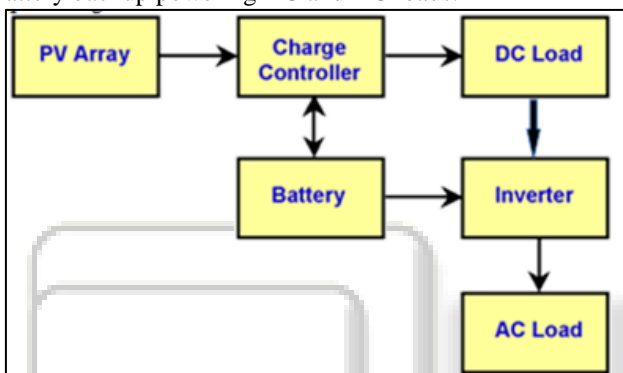 PV Array
Charge
Controller
DC Load
Battery
Inverter
AC Load